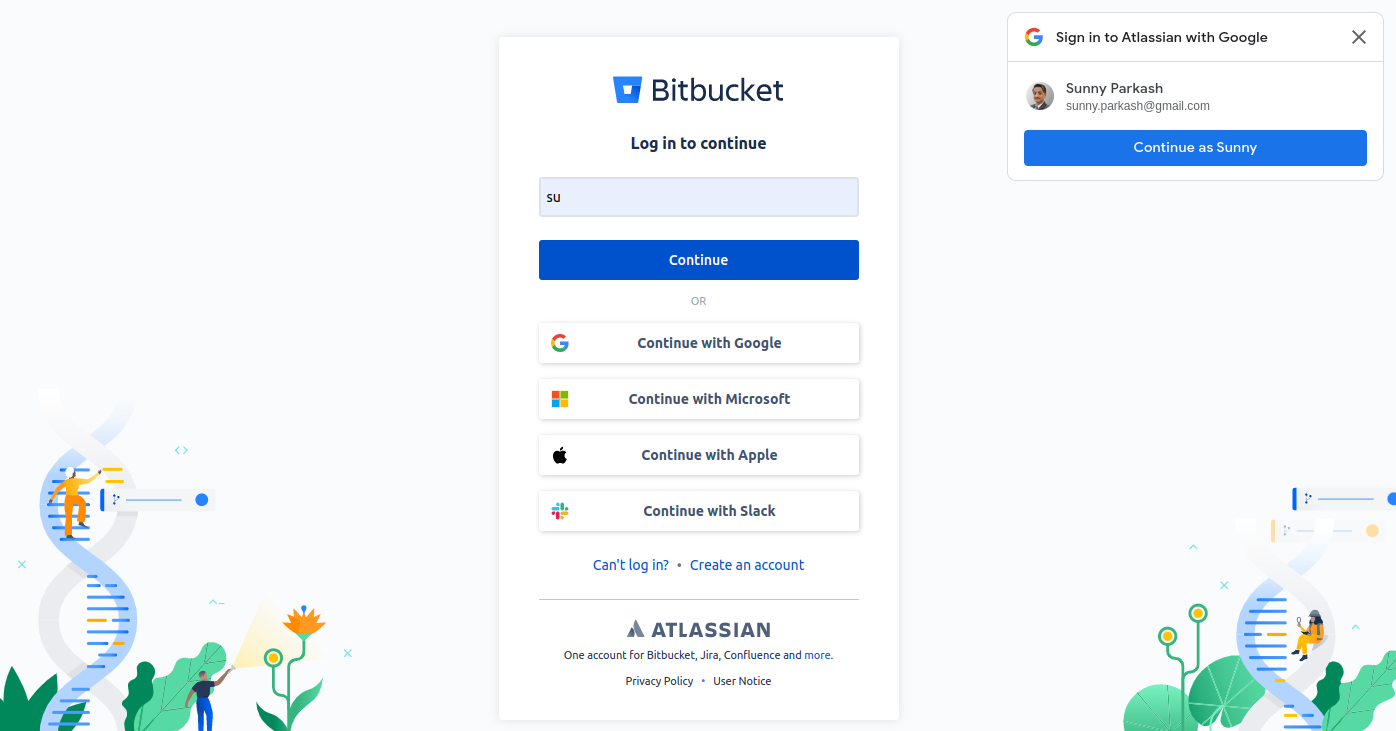 Bitbucket
Log in to continue
su
Continue
OR
Continue with Google
Continue with Microsoft
Continue with Apple
Continue with Slack
Can't log in? • Create an account
ATLASSIAN
One account for Bitbucket, Jira, Confluence and more.
Privacy Policy • User Notice
Sign in to Atlassian with Google
Sunny Parkash
sunny.parkash@gmail.com
Continue as Sunny